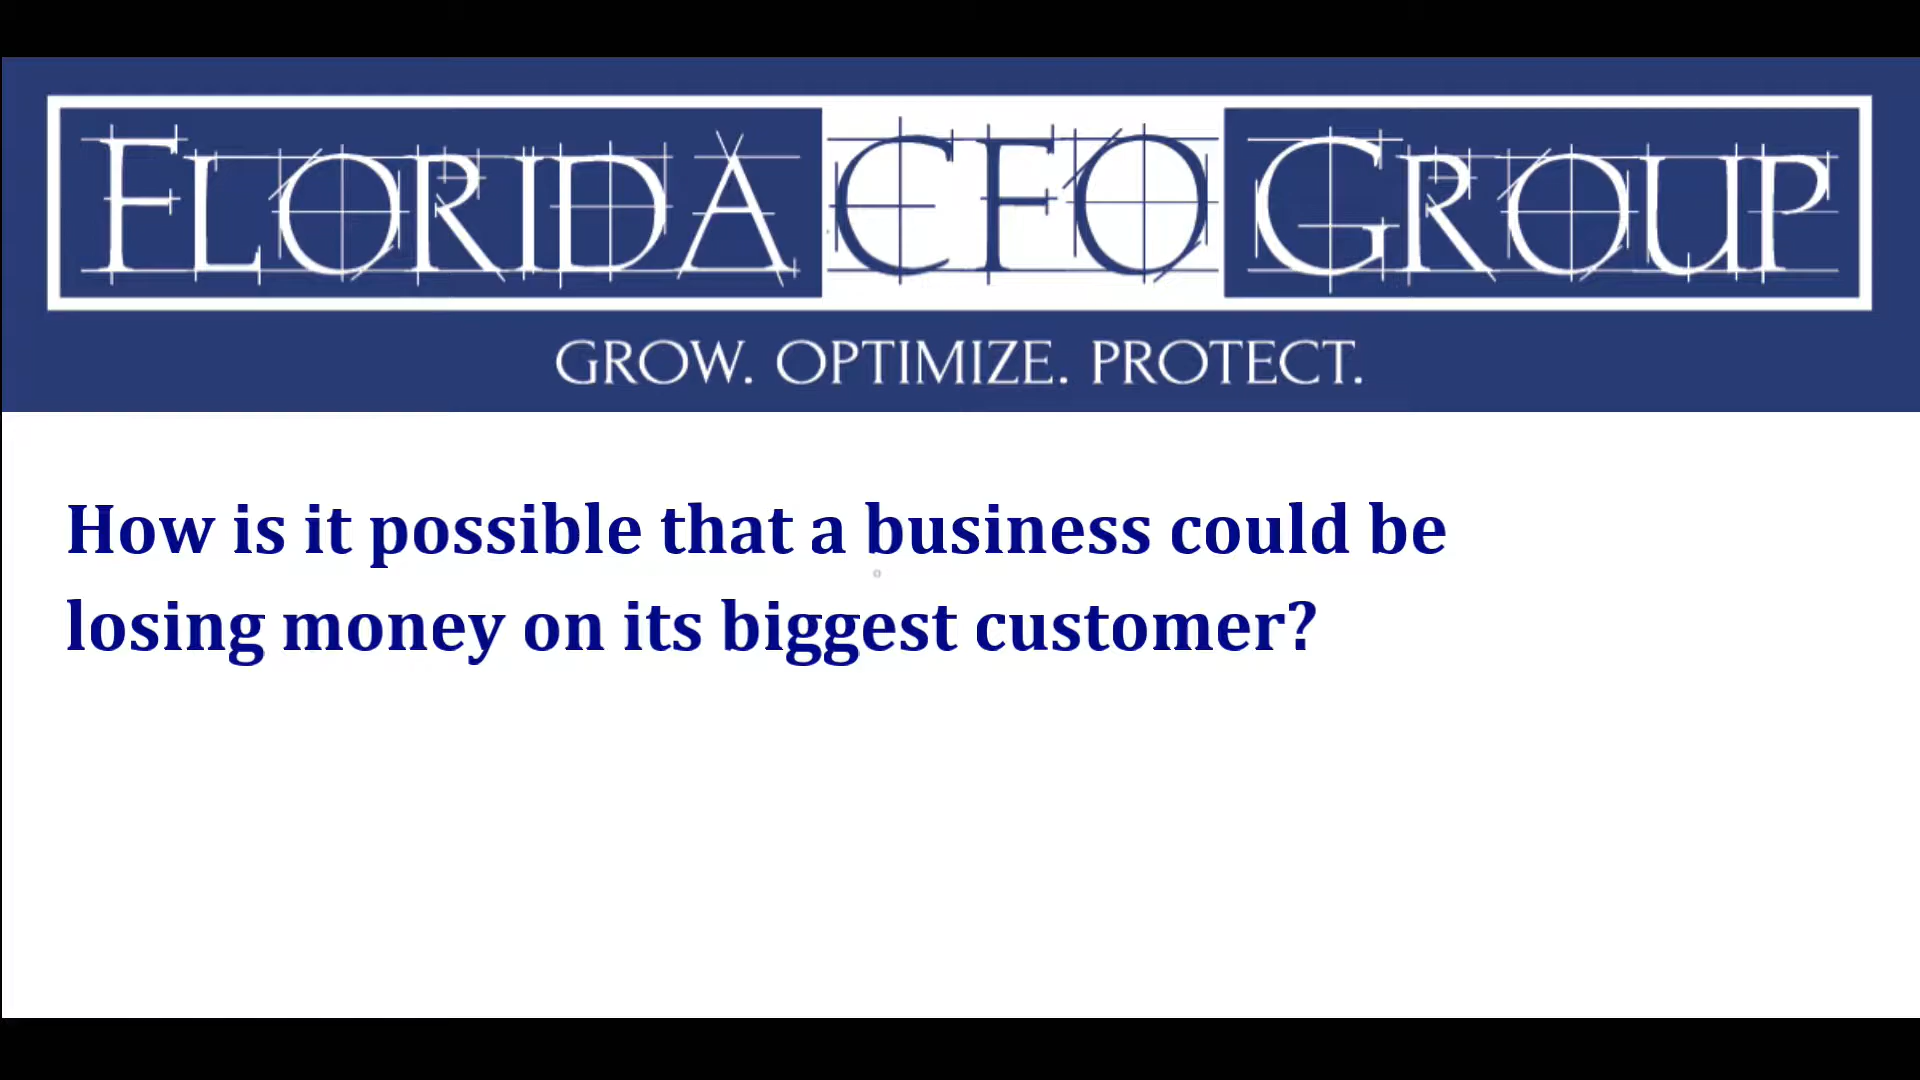 FLORIDA CFO GROUP
GROW. OPTIMIZE. PROTECT.
How is it possible that a business could be
losing money on its biggest customer?